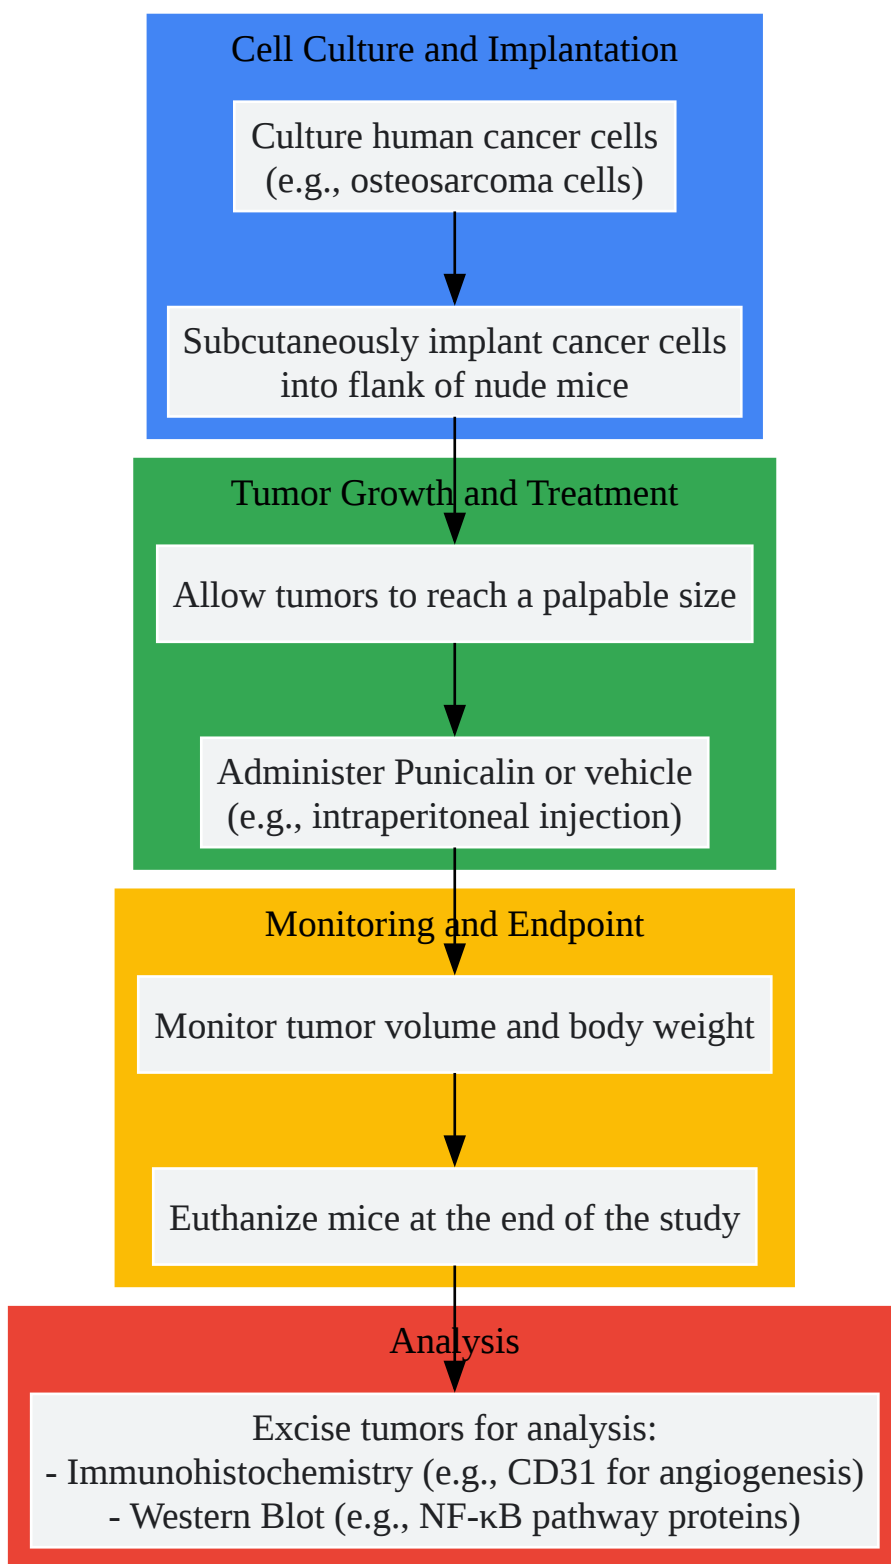 Cell Culture and Implantation
Culture human cancer cells
(e.g., osteosarcoma cells)
Subcutaneously implant cancer cells
into flank of nude mice
Tumor Growth and Treatment
Allow tumors to reach a palpable size
Administer Punicalin or vehicle
(e.g., intraperitoneal injection)
Monitoring and Endpoint
Monitor tumor volume and body weight
Euthanize mice at the end of the study
Analysis
Excise tumors for analysis:
- Immunohistochemistry (e.g., CD31 for angiogenesis)
- Western Blot (e.g., NF-κB pathway proteins)